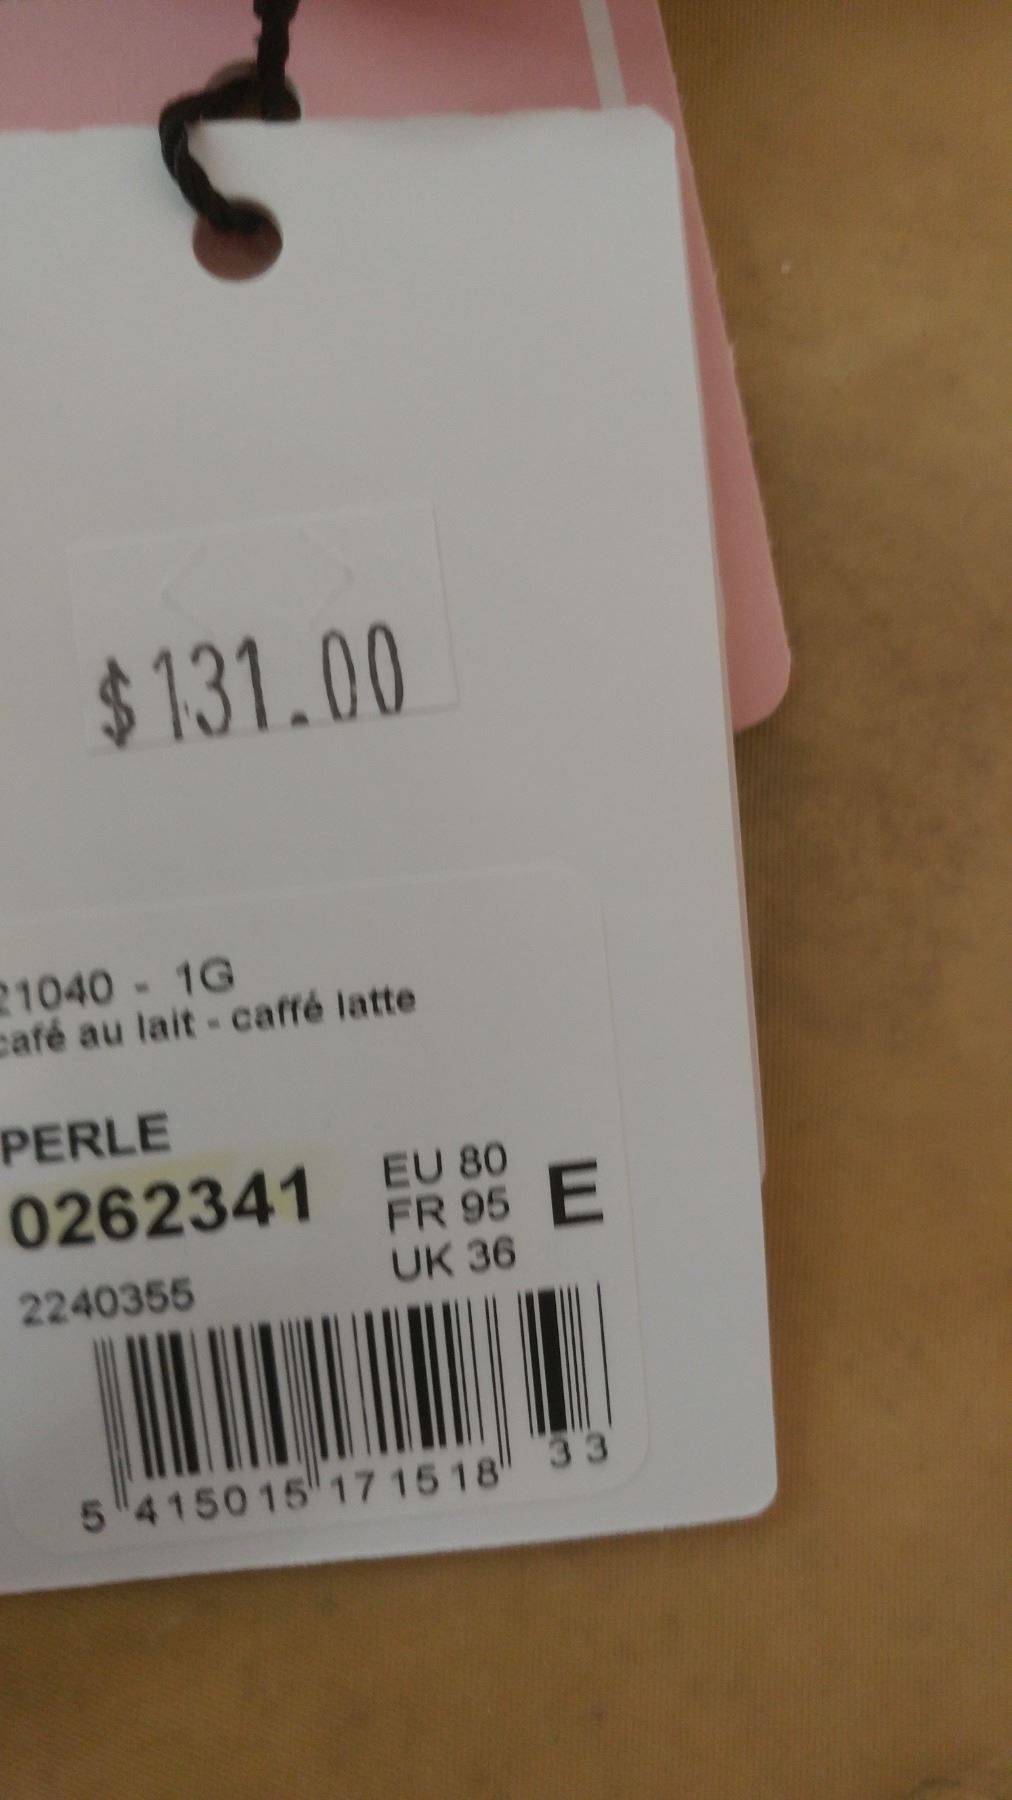 $131.00
21040 - 1G
café au lait - caffé latte
PERLE
0262341
EU 80
FR 95
UK 36
E
2240355
5 415015 171518 33